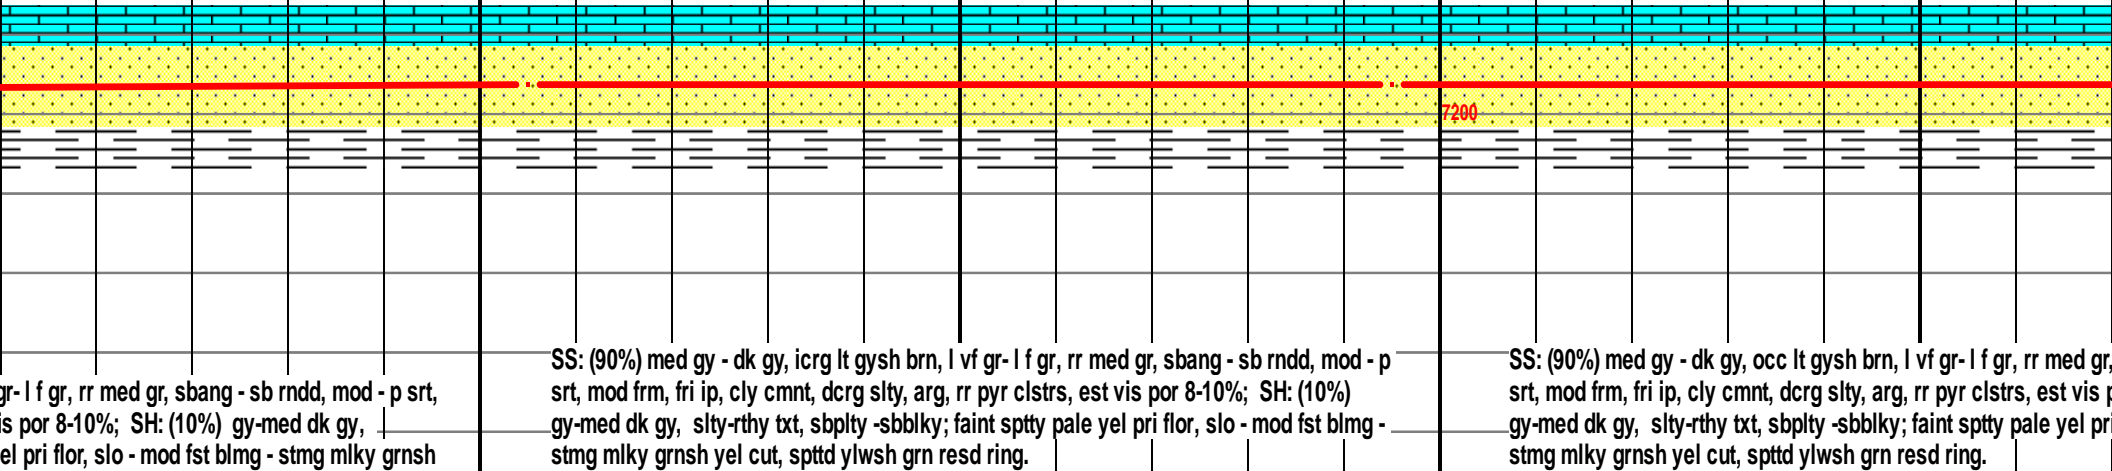 7200
gr- l f gr, rr med gr, sbang - sb rndd, mod - p srt,
is por 8-10%; SH: (10%) gy-med dk gy,
el pri flor, slo - mod fst blmg - stmg mlky grnsh
SS: (90%) med gy - dk gy, icrg lt gysh brn, l vf gr- l f gr, rr med gr, sbang - sb rndd, mod - p
srt, mod frm, fri ip, cly cmnt, dcrg slty, arg, rr pyr clstrs, est vis por 8-10%; SH: (10%)
gy-med dk gy, slty-rthy txt, sbplty -sbblky; faint sptty pale yel pri flor, slo - mod fst blmg -
stmg mlky grnsh yel cut, spttd ylwsh grn resd ring.
SS: (90%) med gy - dk gy, occ lt gysh brn, l vf gr- l f gr, rr med gr,
srt, mod frm, fri ip, cly cmnt, dcrg slty, arg, rr pyr clstrs, est vis p
gy-med dk gy, slty-rthy txt, sbplty -sbblky; faint sptty pale yel pri
stmg mlky grnsh yel cut, spttd ylwsh grn resd ring.